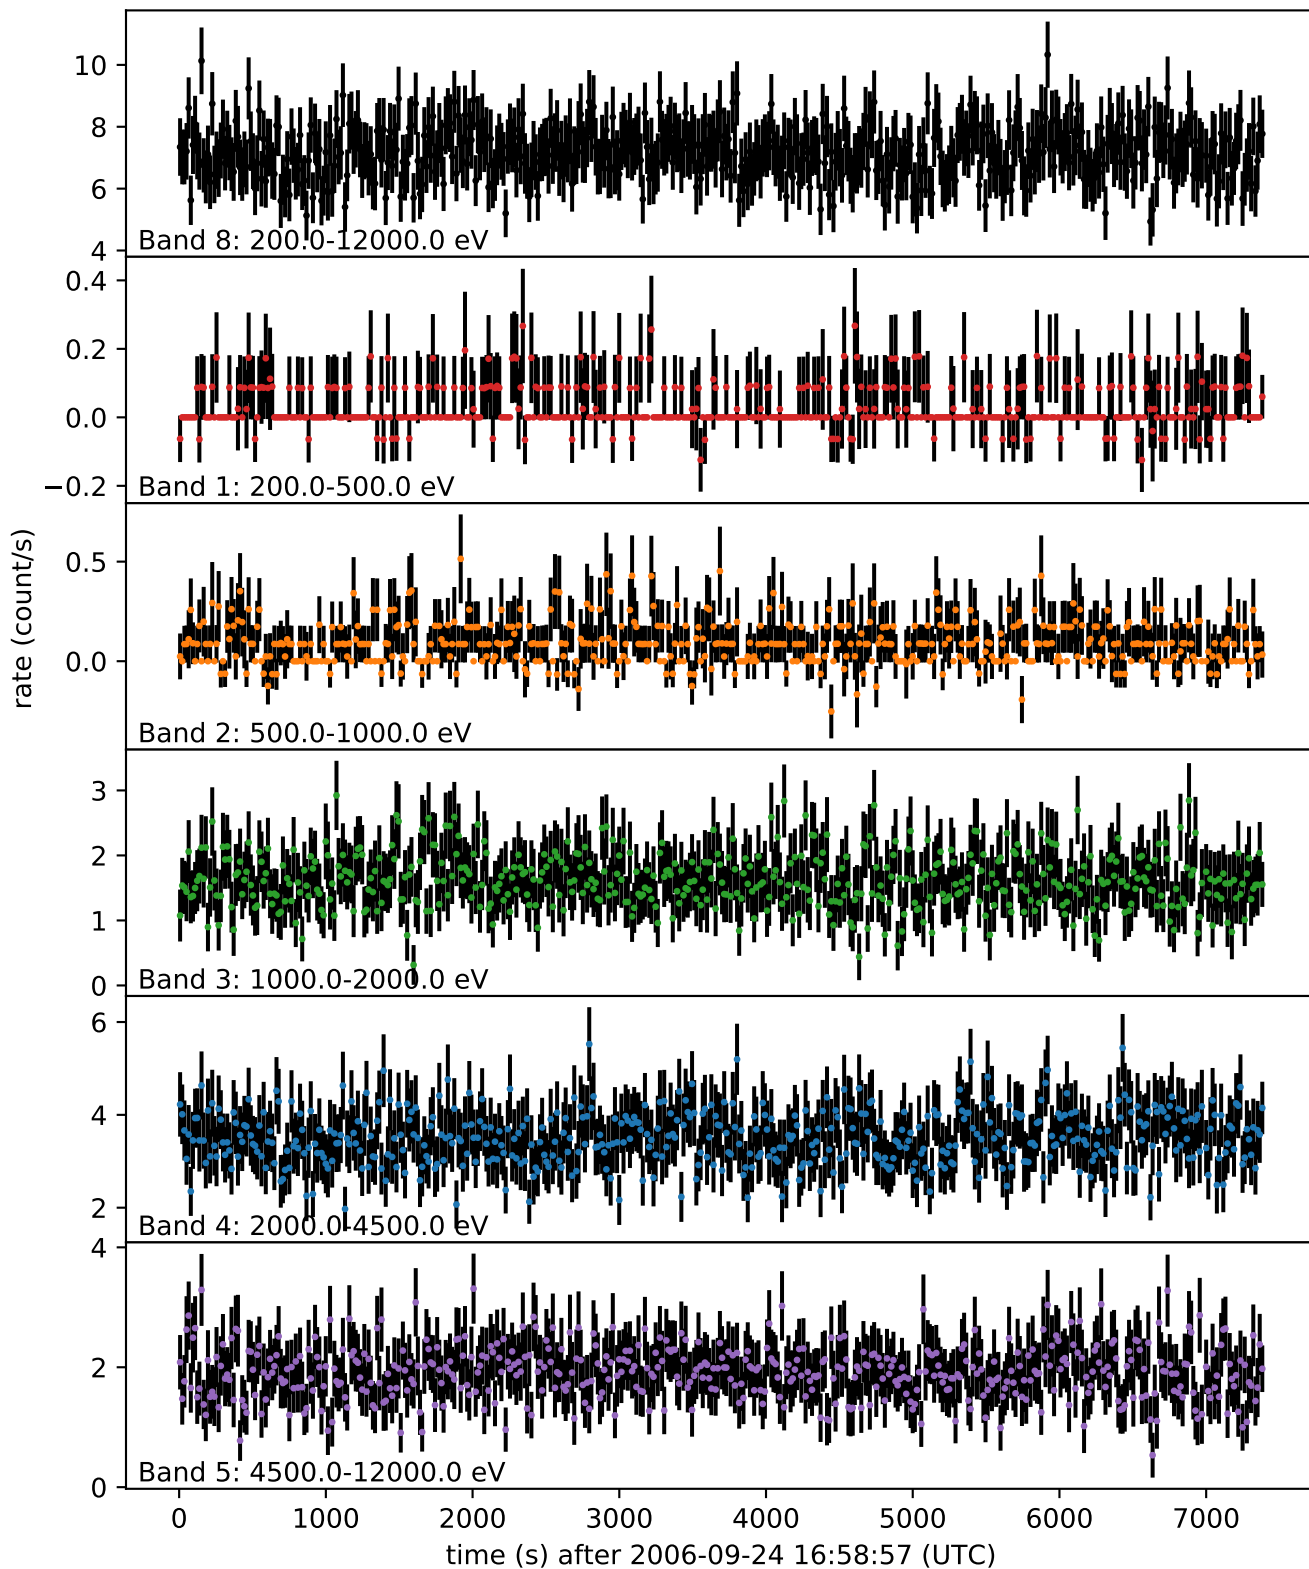 10
8
6
4
Band 8: 200.0-12000.0 eV
0.4
0.2
0.0
−0.2
Band 1: 200.0-500.0 eV
0.5
0.0
Band 2: 500.0-1000.0 eV
3
2
1
0
Band 3: 1000.0-2000.0 eV
6
4
2
Band 4: 2000.0-4500.0 eV
4
2
0
Band 5: 4500.0-12000.0 eV
rate (count/s)
0 1000 2000 3000 4000 5000 6000 7000
time (s) after 2006-09-24 16:58:57 (UTC)